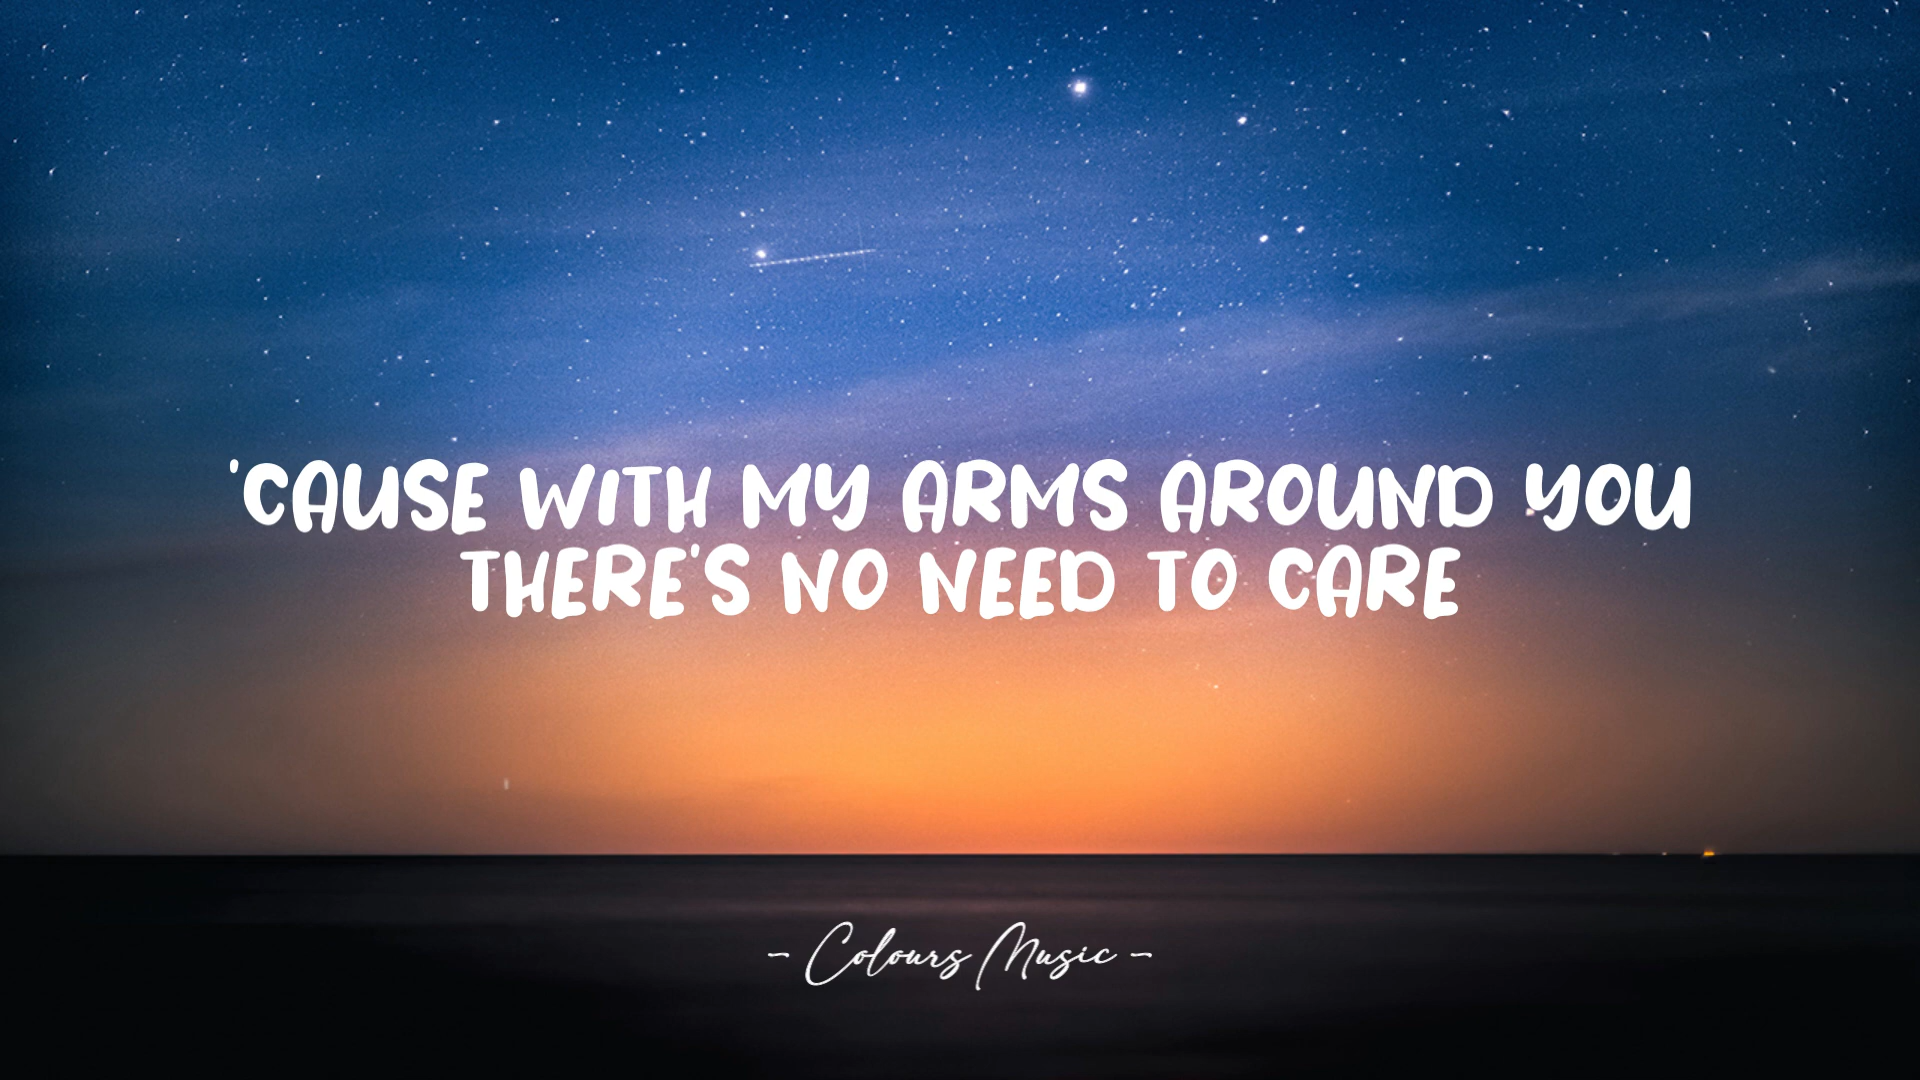 'CAUSE WITH MY ARMS AROUND YOU
THERE'S NO NEED TO CARE
- Colours Music -